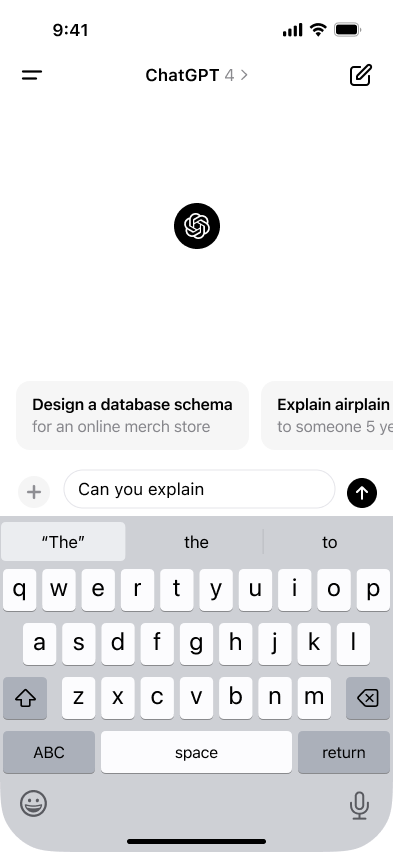 9:41
ChatGPT 4 >
Design a database schema
for an online merch store
Explain airplain
to someone 5 ye
Can you explain
“The” the to
q w e r t y u i o p
a s d f g h j k l
z x c v b n m
ABC space return